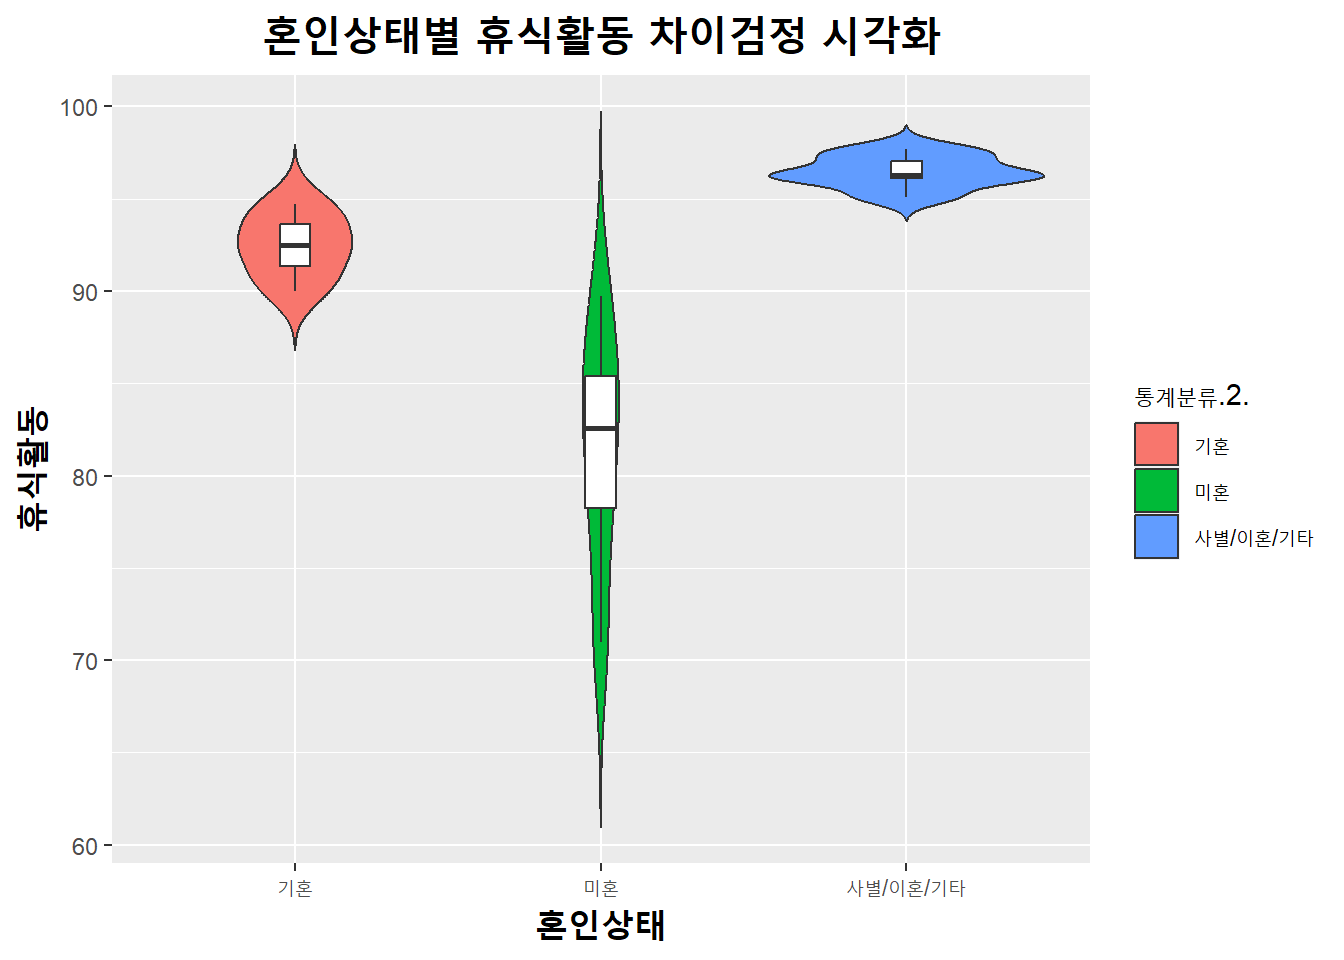 혼인상태별 휴식활동 차이검정 시각화
휴식활동
100
90
80
70
60
기혼
미혼
사별/이혼/기타
혼인상태
통계분류.2.
기혼
미혼
사별/이혼/기타